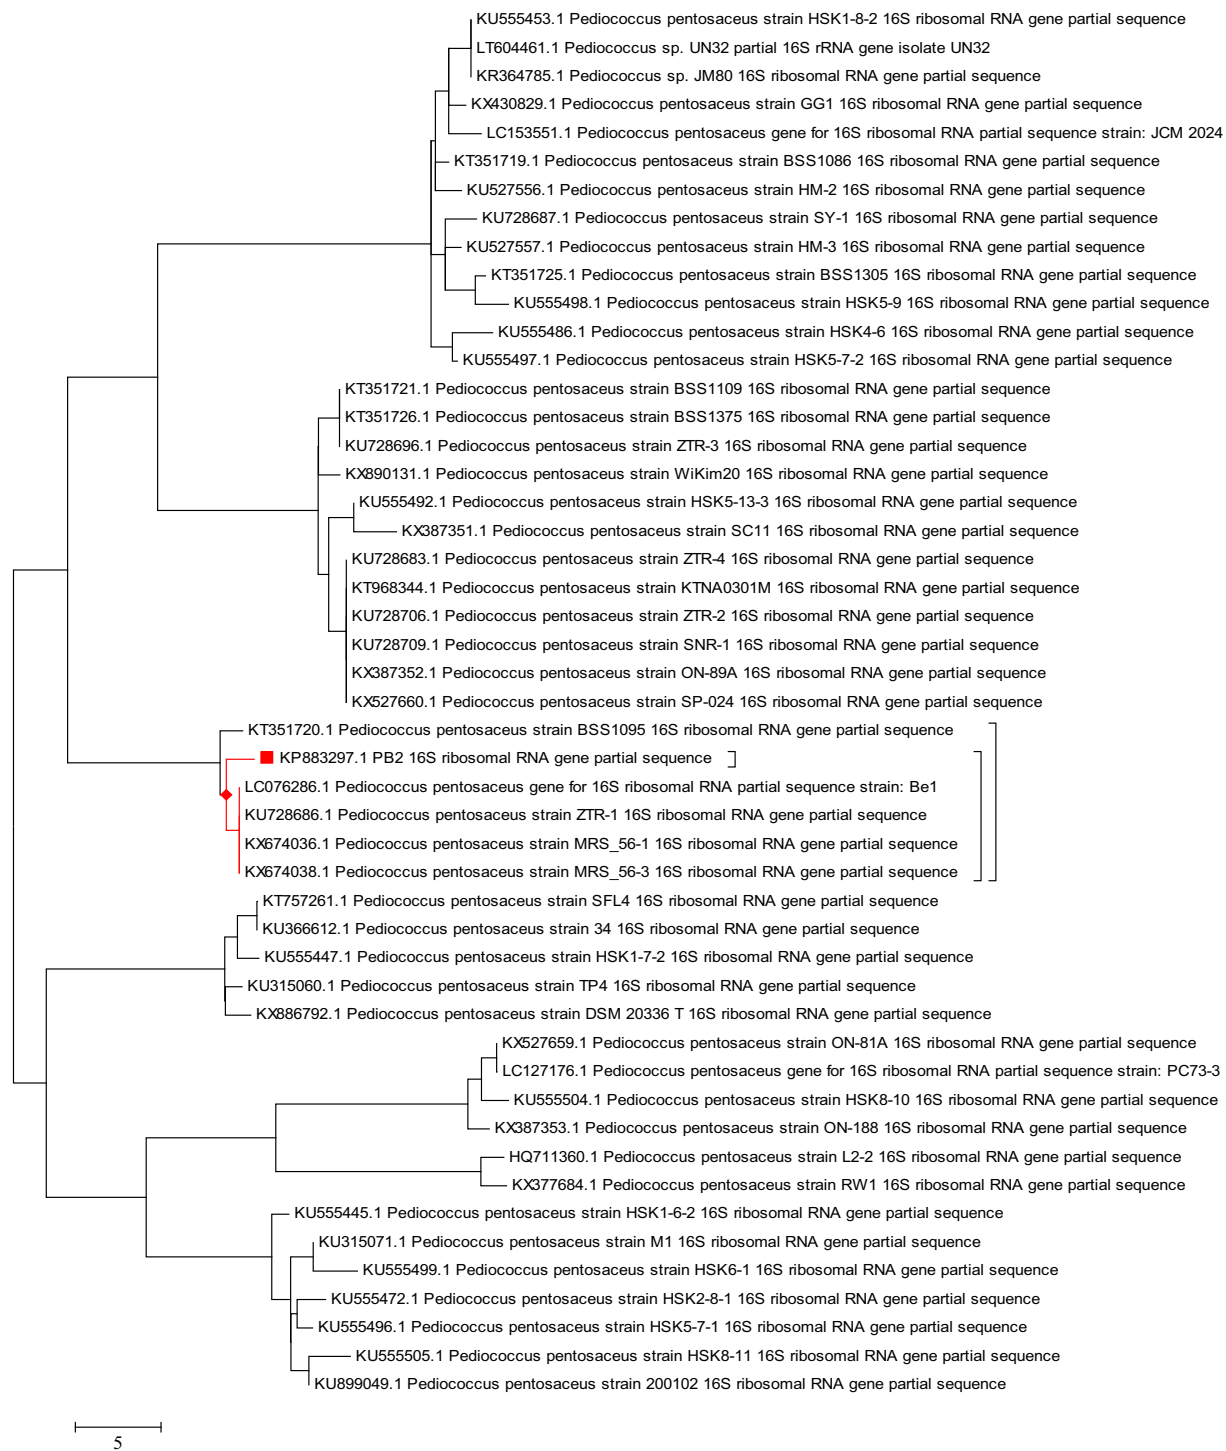 KU555453.1 Pediococcus pentosaceus strain HSK1-8-2 16S ribosomal RNA gene partial sequence
LT604461.1 Pediococcus sp. UN32 partial 16S rRNA gene isolate UN32
KR364785.1 Pediococcus sp. JM80 16S ribosomal RNA gene partial sequence
KX430829.1 Pediococcus pentosaceus strain GG1 16S ribosomal RNA gene partial sequence
LC153551.1 Pediococcus pentosaceus gene for 16S ribosomal RNA partial sequence strain: JCM 2024
KT351719.1 Pediococcus pentosaceus strain BSS1086 16S ribosomal RNA gene partial sequence
KU527556.1 Pediococcus pentosaceus strain HM-2 16S ribosomal RNA gene partial sequence
KU728687.1 Pediococcus pentosaceus strain SY-1 16S ribosomal RNA gene partial sequence
KU527557.1 Pediococcus pentosaceus strain HM-3 16S ribosomal RNA gene partial sequence
KT351725.1 Pediococcus pentosaceus strain BSS1305 16S ribosomal RNA gene partial sequence
KU555498.1 Pediococcus pentosaceus strain HSK5-9 16S ribosomal RNA gene partial sequence
KU555486.1 Pediococcus pentosaceus strain HSK4-6 16S ribosomal RNA gene partial sequence
KU555497.1 Pediococcus pentosaceus strain HSK5-7-2 16S ribosomal RNA gene partial sequence
KT351721.1 Pediococcus pentosaceus strain BSS1109 16S ribosomal RNA gene partial sequence
KT351726.1 Pediococcus pentosaceus strain BSS1375 16S ribosomal RNA gene partial sequence
KU728696.1 Pediococcus pentosaceus strain ZTR-3 16S ribosomal RNA gene partial sequence
KX890131.1 Pediococcus pentosaceus strain WiKim20 16S ribosomal RNA gene partial sequence
KU555492.1 Pediococcus pentosaceus strain HSK5-13-3 16S ribosomal RNA gene partial sequence
KX387351.1 Pediococcus pentosaceus strain SC11 16S ribosomal RNA gene partial sequence
KU728683.1 Pediococcus pentosaceus strain ZTR-4 16S ribosomal RNA gene partial sequence
KT968344.1 Pediococcus pentosaceus strain KTNA0301M 16S ribosomal RNA gene partial sequence
KU728706.1 Pediococcus pentosaceus strain ZTR-2 16S ribosomal RNA gene partial sequence
KU728709.1 Pediococcus pentosaceus strain SNR-1 16S ribosomal RNA gene partial sequence
KX387352.1 Pediococcus pentosaceus strain ON-89A 16S ribosomal RNA gene partial sequence
KX527660.1 Pediococcus pentosaceus strain SP-024 16S ribosomal RNA gene partial sequence
KT351720.1 Pediococcus pentosaceus strain BSS1095 16S ribosomal RNA gene partial sequence
KP883297.1 PB2 16S ribosomal RNA gene partial sequence
LC076286.1 Pediococcus pentosaceus gene for 16S ribosomal RNA partial sequence strain: Be1
KU728686.1 Pediococcus pentosaceus strain ZTR-1 16S ribosomal RNA gene partial sequence
KX674036.1 Pediococcus pentosaceus strain MRS_56-1 16S ribosomal RNA gene partial sequence
KX674038.1 Pediococcus pentosaceus strain MRS_56-3 16S ribosomal RNA gene partial sequence
KT757261.1 Pediococcus pentosaceus strain SFL4 16S ribosomal RNA gene partial sequence
KU366612.1 Pediococcus pentosaceus strain 34 16S ribosomal RNA gene partial sequence
KU555447.1 Pediococcus pentosaceus strain HSK1-7-2 16S ribosomal RNA gene partial sequence
KU315060.1 Pediococcus pentosaceus strain TP4 16S ribosomal RNA gene partial sequence
KX886792.1 Pediococcus pentosaceus strain DSM 20336 T 16S ribosomal RNA gene partial sequence
KX527659.1 Pediococcus pentosaceus strain ON-81A 16S ribosomal RNA gene partial sequence
LC127176.1 Pediococcus pentosaceus gene for 16S ribosomal RNA partial sequence strain: PC73-3
KU555504.1 Pediococcus pentosaceus strain HSK8-10 16S ribosomal RNA gene partial sequence
KX387353.1 Pediococcus pentosaceus strain ON-188 16S ribosomal RNA gene partial sequence
HQ711360.1 Pediococcus pentosaceus strain L2-2 16S ribosomal RNA gene partial sequence
KX377684.1 Pediococcus pentosaceus strain RW1 16S ribosomal RNA gene partial sequence
KU555445.1 Pediococcus pentosaceus strain HSK1-6-2 16S ribosomal RNA gene partial sequence
KU315071.1 Pediococcus pentosaceus strain M1 16S ribosomal RNA gene partial sequence
KU555499.1 Pediococcus pentosaceus strain HSK6-1 16S ribosomal RNA gene partial sequence
KU555472.1 Pediococcus pentosaceus strain HSK2-8-1 16S ribosomal RNA gene partial sequence
KU555496.1 Pediococcus pentosaceus strain HSK5-7-1 16S ribosomal RNA gene partial sequence
KU555505.1 Pediococcus pentosaceus strain HSK8-11 16S ribosomal RNA gene partial sequence
KU899049.1 Pediococcus pentosaceus strain 200102 16S ribosomal RNA gene partial sequence
5